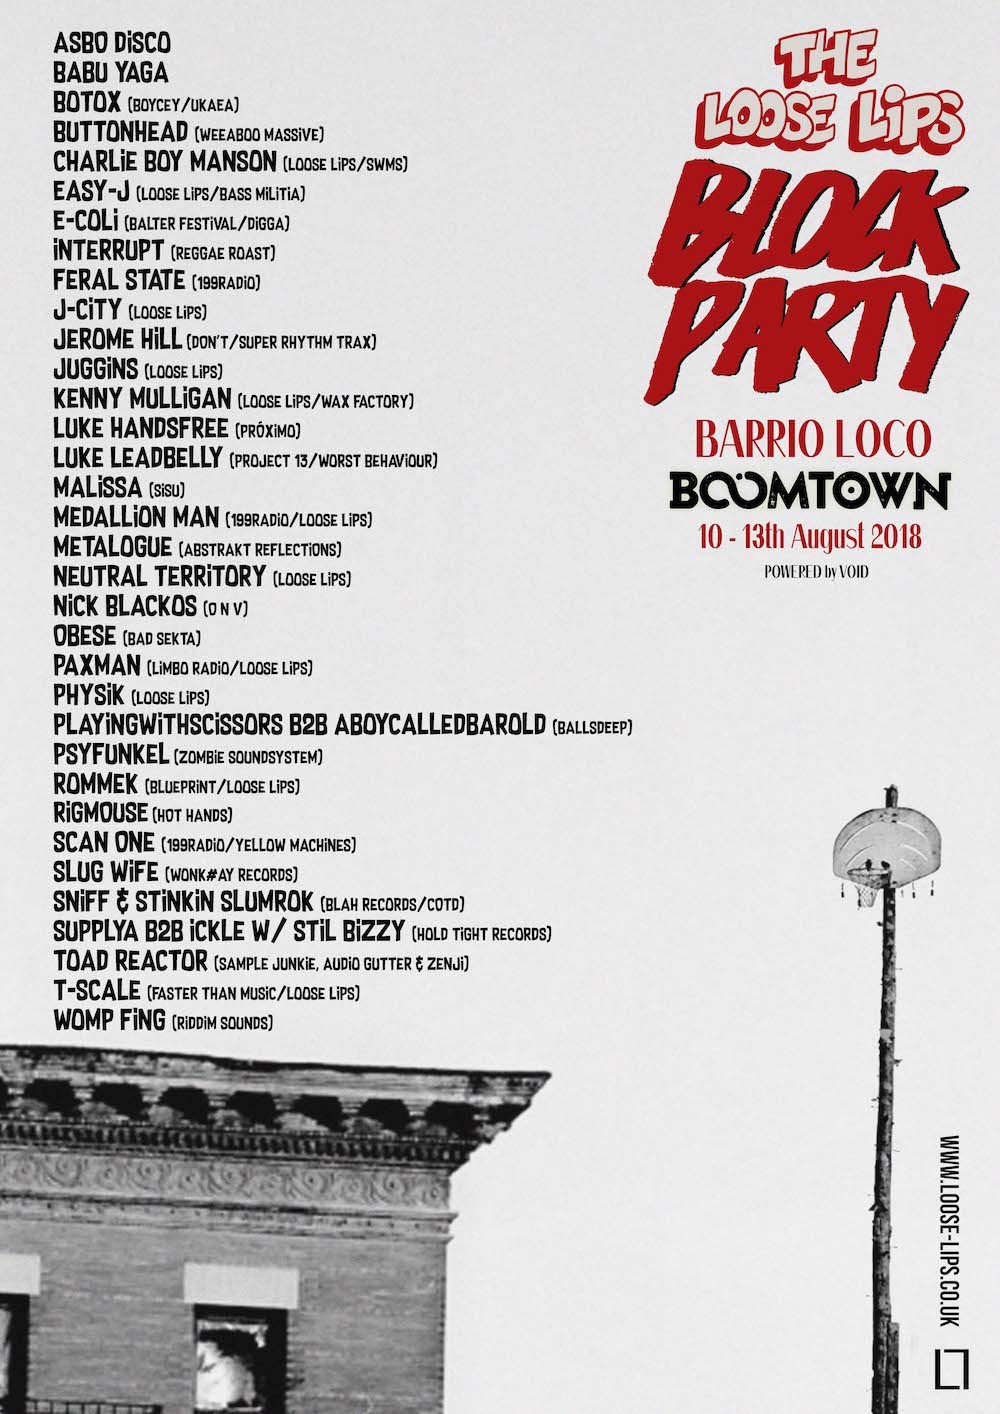 ASBO DiSCO
BABU YAGA
BOTOX (BOYCEY/UKAEA)
BUTTONHEAD (WEEABOO MASSiVE)
CHARLiE BOY MANSON (LOOSE LiPS/SWMS)
EASY-J (LOOSE LiPS/BASS MiLiTiA)
E-COLi (BALTER FESTiVAL/DiGGA)
iNTERRUPT (REGGAE ROAST)
FERAL STATE (199RADiO)
J-CiTY (LOOSE LiPS)
JEROME HiLL (DON'T/SUPER RHYTHM TRAX)
JUGGiNS (LOOSE LiPS)
KENNY MULLiGAN (LOOSE LiPS/WAX FACTORY)
LUKE HANDSFREE (PRÓXiMO)
LUKE LEADBELLY (PROJECT 13/WORST BEHAViOUR)
MALiSSA (SiSU)
MEDALLiON MAN (199RADiO/LOOSE LiPS)
METALOGUE (ABSTRAKT REFLECTiONS)
NEUTRAL TERRiTORY (LOOSE LiPS)
NiCK BLACKOS (O N V)
OBESE (BAD SEKTA)
PAXMAN (LiMBO RADiO/LOOSE LiPS)
PHYSiK (LOOSE LiPS)
PLAYiNGWiTHSCiSSORS B2B ABOYCALLEDBAROLD (BALLSDEEP)
PSYFUNKEL (ZOMBiE SOUNDSYSTEM)
ROMMEK (BLUEPRiNT/LOOSE LiPS)
RiGMOUSE (HOT HANDS)
SCAN ONE (199RADiO/YELLOW MACHiNES)
SLUG WiFE (WONK#AY RECORDS)
SNiFF & STiNKiN SLUMROK (BLAH RECORDS/COTD)
SUPPLYA B2B iCKLE W/ STiL BiZZY (HOLD TiGHT RECORDS)
TOAD REACTOR (SAMPLE JUNKiE, AUDiO GUTTER & ZENJi)
T-SCALE (FASTER THAN MUSiC/LOOSE LiPS)
WOMP FiNG (RiDDiM SOUNDS)
THE
LOOSE LiPS
BLOCK
PARTY
BARRIO LOCO
BOOMTOWN
10 - 13th August 2018
POWERED by VOID
WWW.LOOSE-LIPS.CO.UK